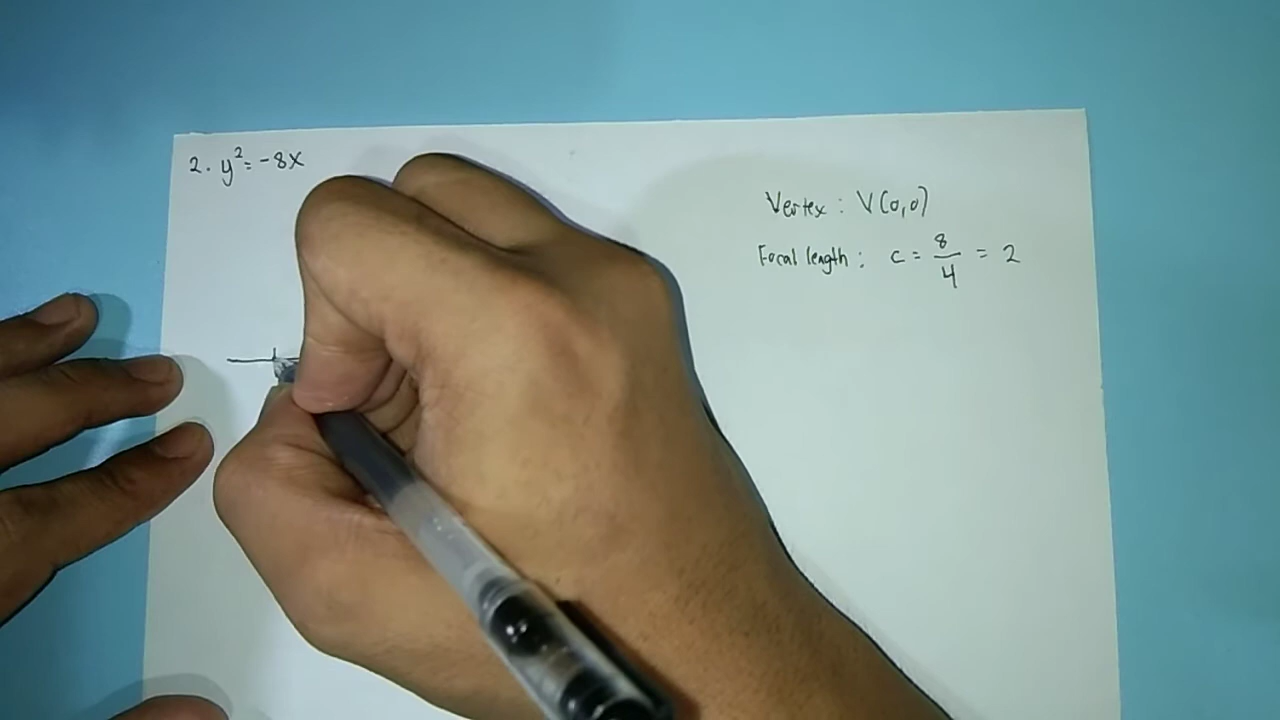 2. y² = -8x
Vertex : V(0,0)
Focal length : c = 8/4 = 2